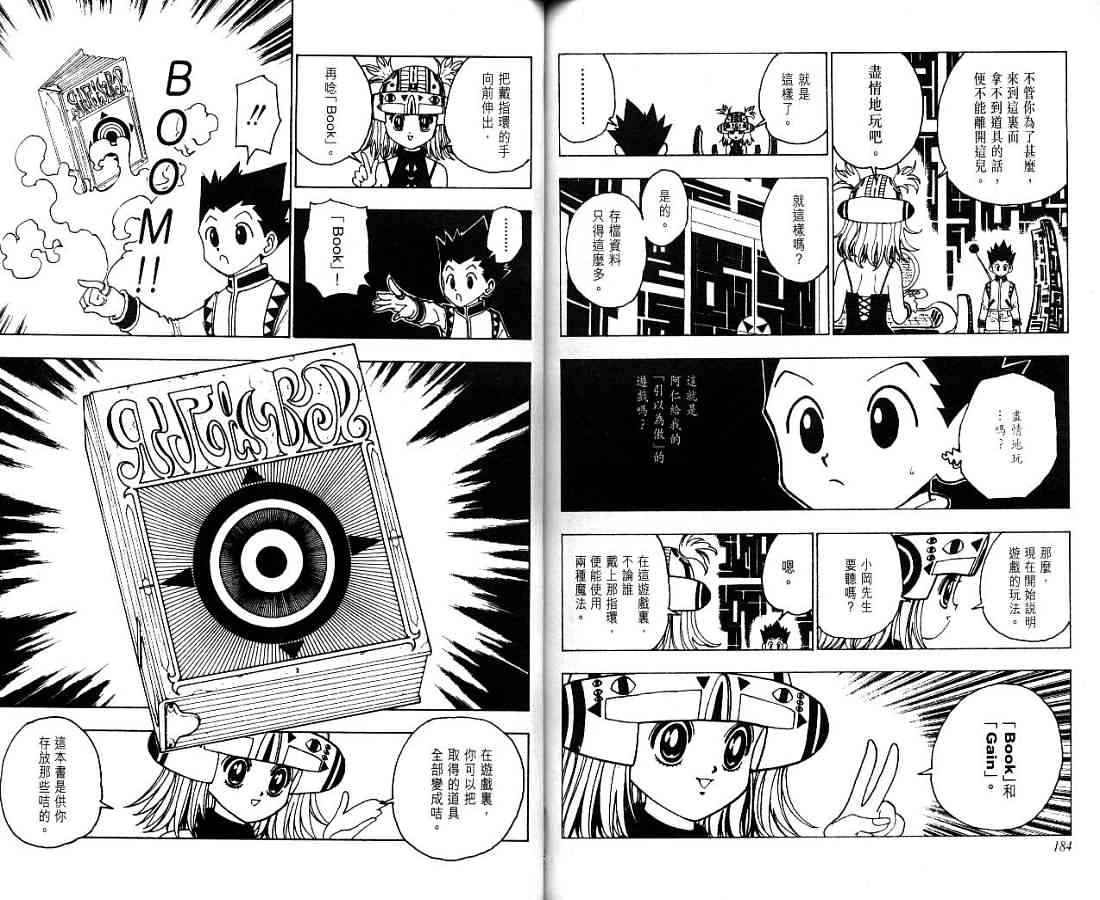 不管你為了甚麼，
來到這裏而
拿不到道具的話，
便不能離開這兒。
盡情地玩吧。
就是
這樣了。
………
就這樣嗎？
是的。
存檔資料
只得這麼多。
盡情地玩
…嗎？
這就是
阿仁給我的
「引以為傲」的
遊戲嗎？
那麼，
現在開始説明
遊戲的玩法。
小岡先生
要聽嗎？
嗯。
在這遊戲裏，
不論誰
戴上那指環，
便能使用
兩種魔法。
「Book」和
「Gain」。
184
把戴指環的手
向前伸出，
再唸「Book」。
……
「Book」！
!!
BOOM!!
在遊戲裏，
你可以把
取得的道具
全部變成咭。
這本書是供你
存放那些咭的。